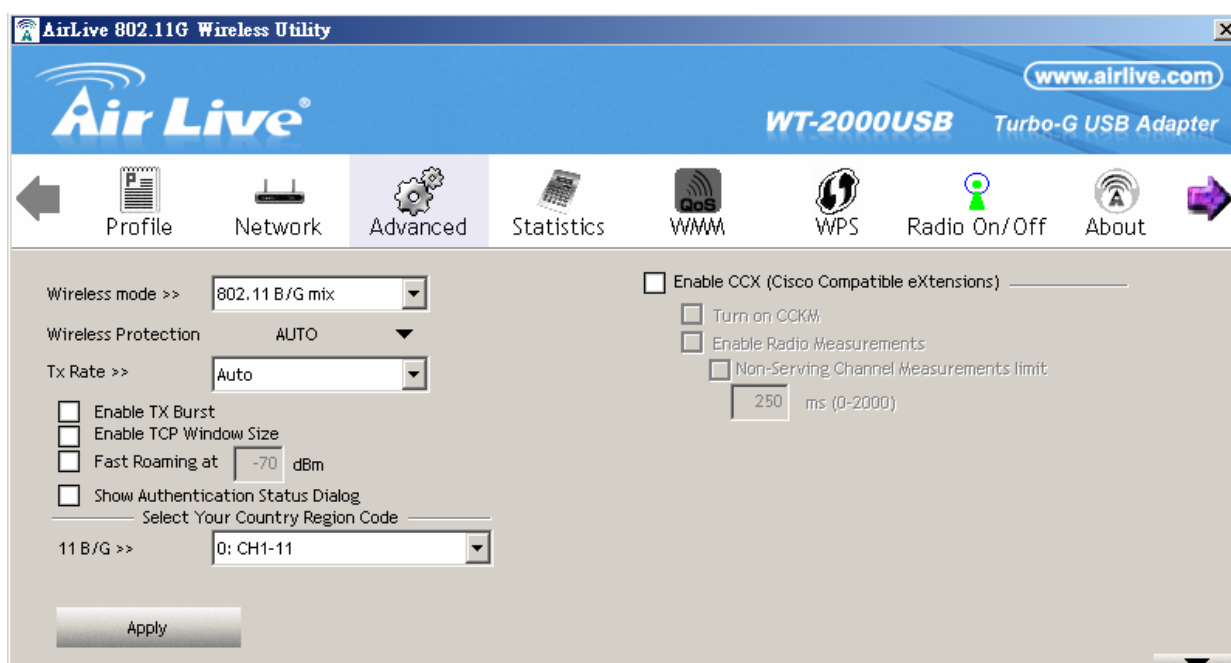 AirLive 802.11G Wireless Utility
www.airlive.com
Air Live®
WT-2000USB Turbo-G USB Adapter
Profile Network Advanced Statistics QoS WMM WPS Radio On/Off About
Wireless mode >> 802.11 B/G mix
Wireless Protection AUTO
Tx Rate >> Auto
Enable TX Burst
Enable TCP Window Size
Fast Roaming at -70 dBm
Show Authentication Status Dialog
Select Your Country Region Code
11 B/G >> 0: CH1-11
Apply
Enable CCX (Cisco Compatible eXtensions)
Turn on CCKM
Enable Radio Measurements
Non-Serving Channel Measurements limit
250 ms (0-2000)